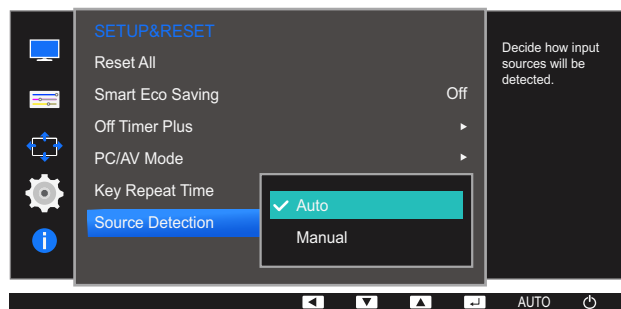 SETUP&RESET
Reset All
Smart Eco Saving Off
Off Timer Plus
PC/AV Mode
Key Repeat Time
Source Detection
Auto
Manual
Decide how input
sources will be
detected.
AUTO